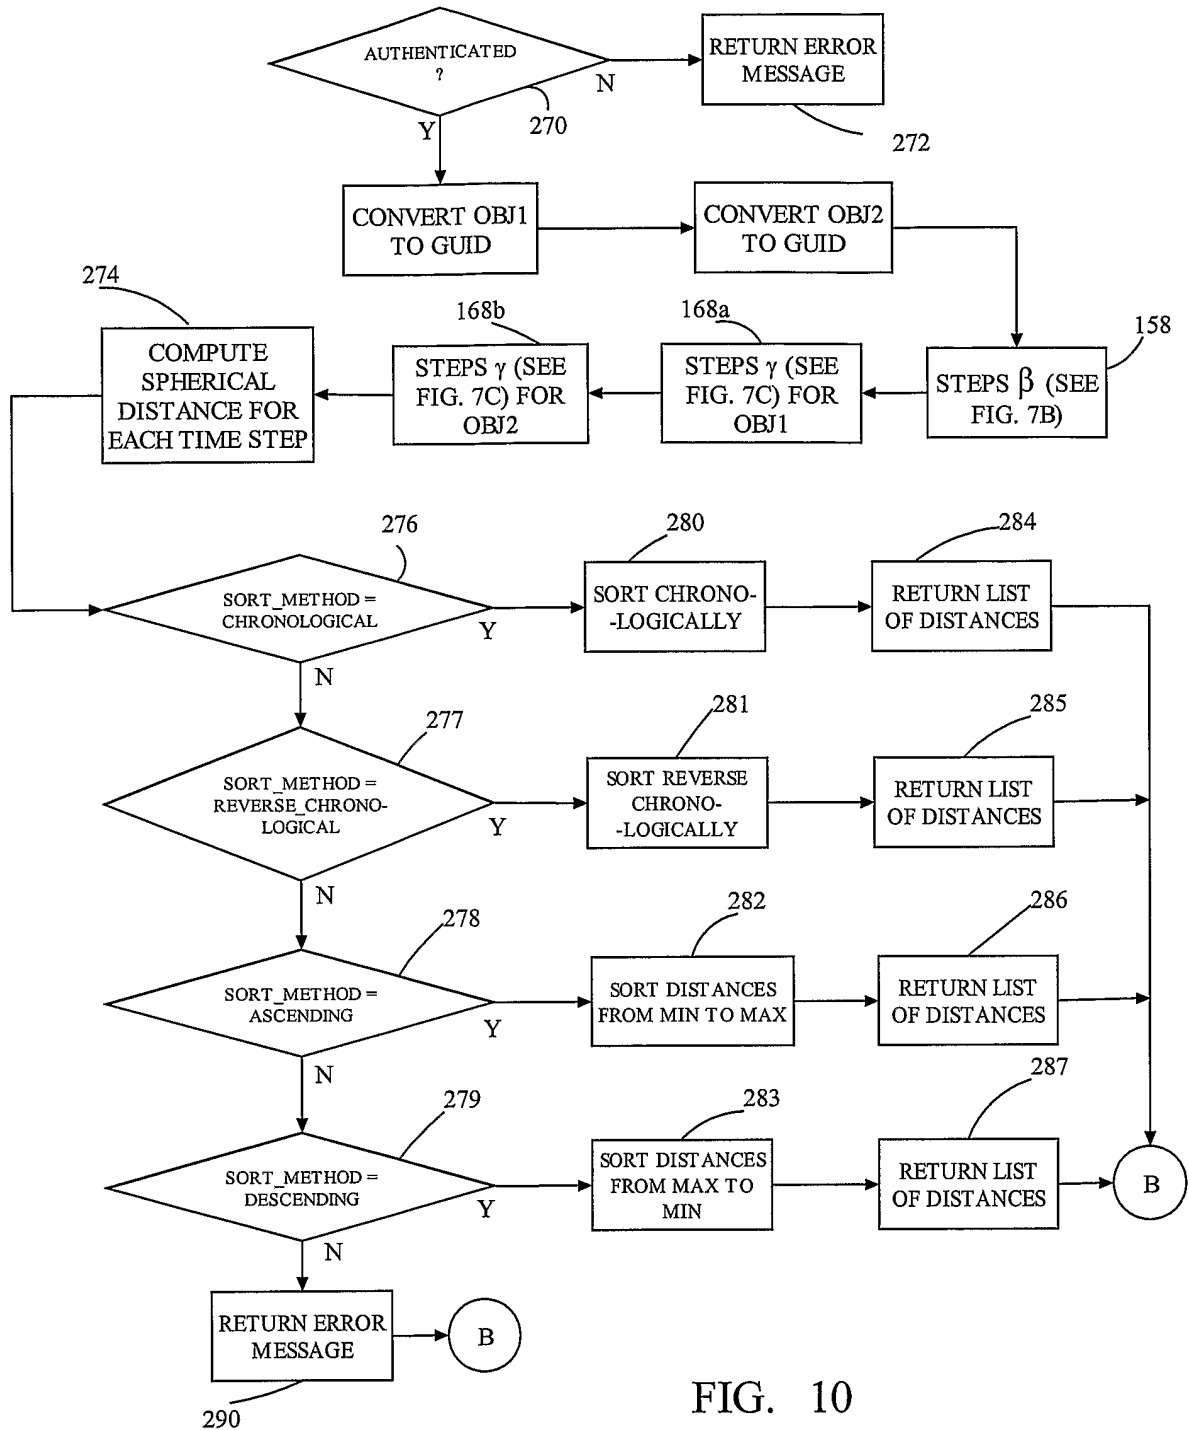 AUTHENTICATED
?
N
Y
270
RETURN ERROR
MESSAGE
272
CONVERT OBJ1
TO GUID
CONVERT OBJ2
TO GUID
274
COMPUTE
SPHERICAL
DISTANCE FOR
EACH TIME STEP
168b
STEPS γ (SEE
FIG. 7C) FOR
OBJ2
168a
STEPS γ (SEE
FIG. 7C) FOR
OBJ1
158
STEPS β (SEE
FIG. 7B)
276
SORT_METHOD =
CHRONOLOGICAL
Y
N
280
SORT CHRONO-
-LOGICALLY
284
RETURN LIST
OF DISTANCES
277
SORT_METHOD =
REVERSE_CHRONO-
LOGICAL
Y
N
281
SORT REVERSE
CHRONO-
-LOGICALLY
285
RETURN LIST
OF DISTANCES
278
SORT_METHOD =
ASCENDING
Y
N
282
SORT DISTANCES
FROM MIN TO MAX
286
RETURN LIST
OF DISTANCES
279
SORT_METHOD =
DESCENDING
Y
N
283
SORT DISTANCES
FROM MAX TO
MIN
287
RETURN LIST
OF DISTANCES
B
RETURN ERROR
MESSAGE
290
B
FIG. 10